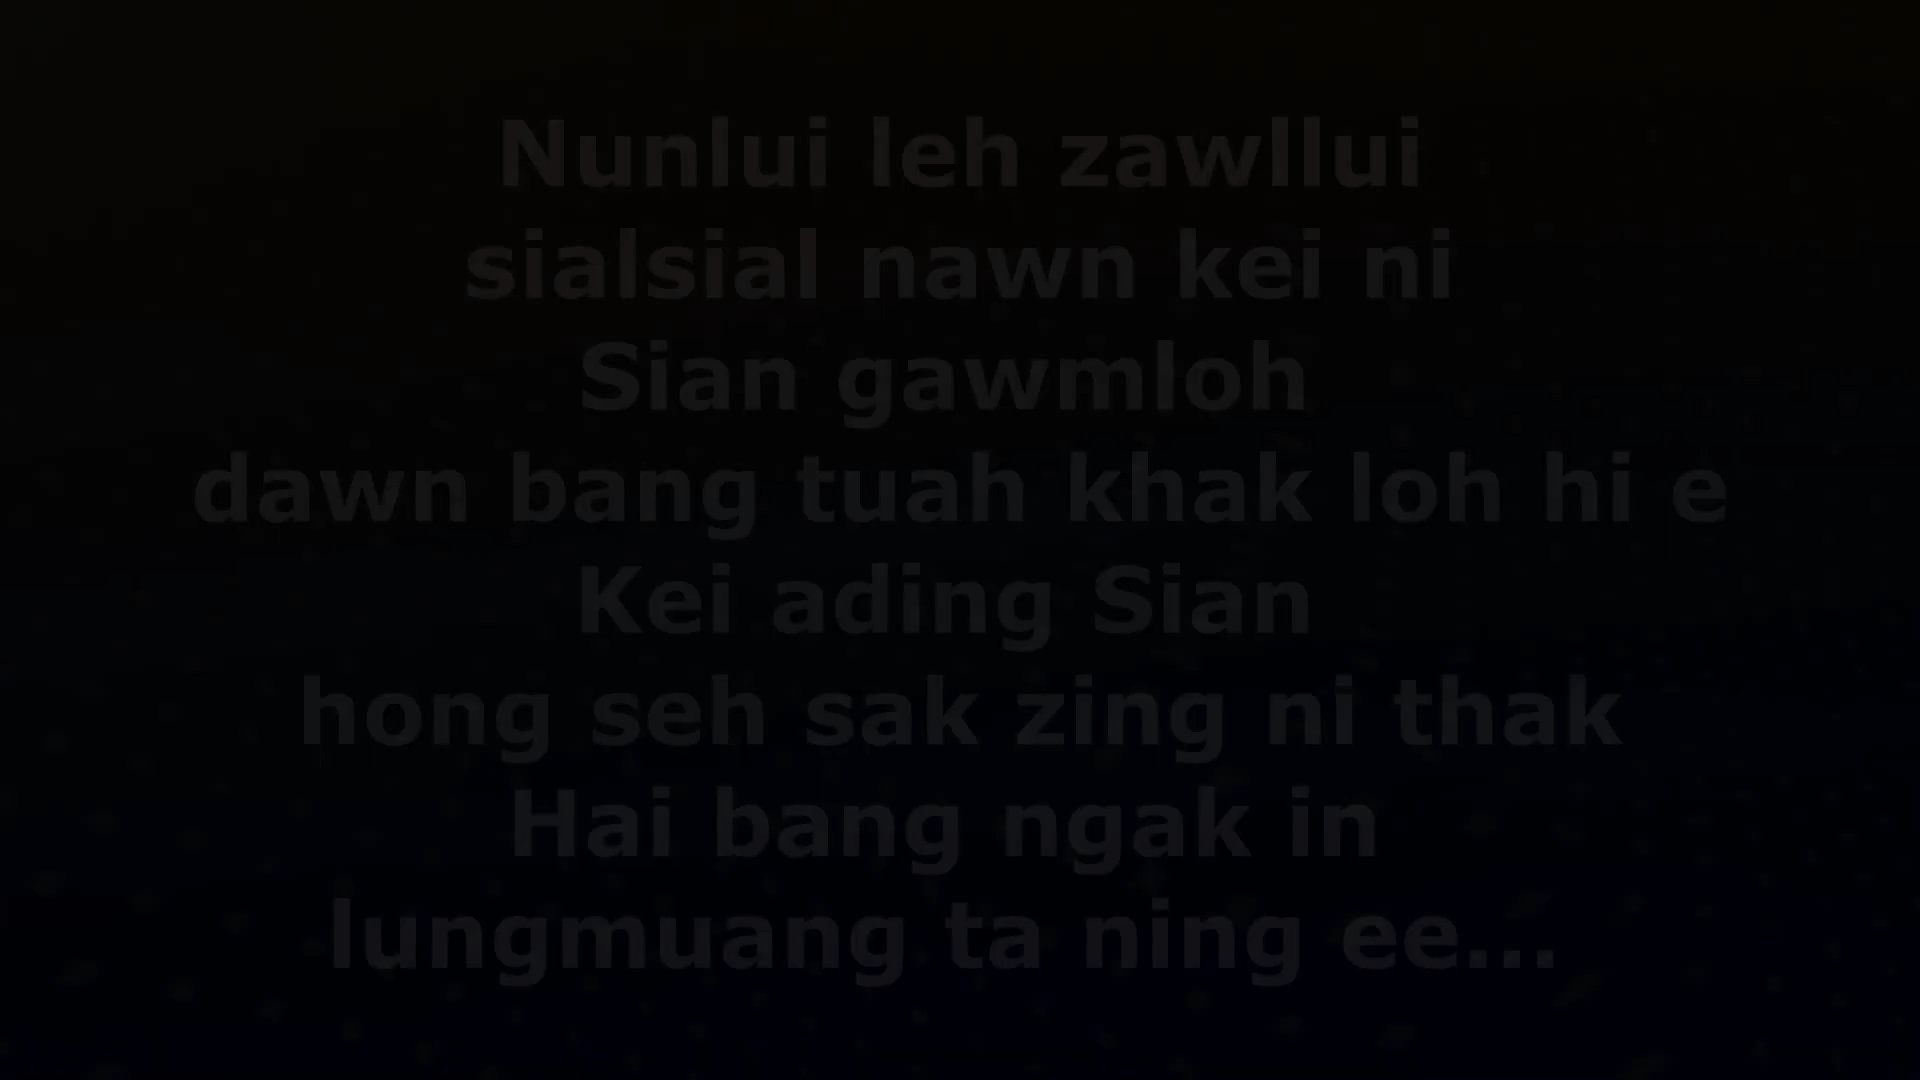 Nunlui leh zawllui
sialsial nawn kei ni
Sian gawmloh
dawn bang tuah khak loh hi e
Kei ading Sian
hong seh sak zing ni thak
Hai bang ngak in
lungmuang ta ning ee...